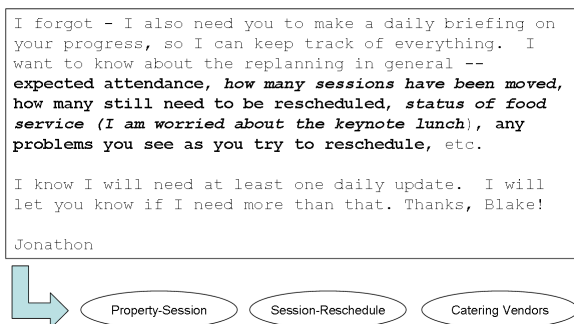 I forgot - I also need you to make a daily briefing on
your progress, so I can keep track of everything. I
want to know about the replanning in general --
expected attendance, how many sessions have been moved,
how many still need to be rescheduled, status of food
service (I am worried about the keynote lunch), any
problems you see as you try to reschedule, etc.
I know I will need at least one daily update. I will
let you know if I need more than that. Thanks, Blake!
Jonathon
Property-Session
Session-Reschedule
Catering Vendors